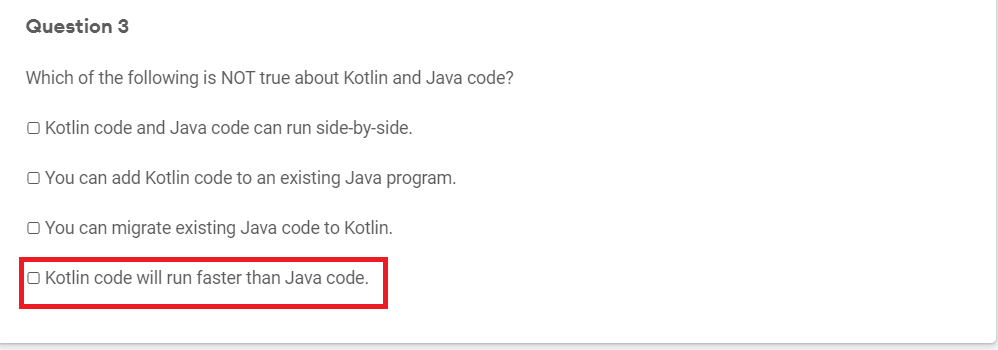 Question 3
Which of the following is NOT true about Kotlin and Java code?
Kotlin code and Java code can run side-by-side.
You can add Kotlin code to an existing Java program.
You can migrate existing Java code to Kotlin.
Kotlin code will run faster than Java code.